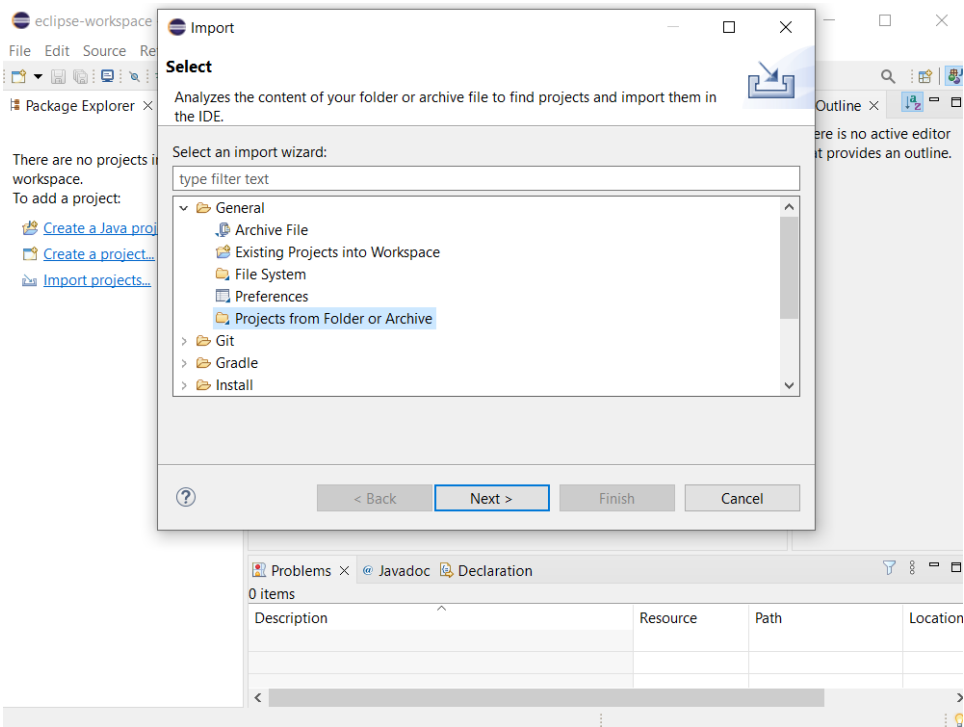 eclipse-workspace
Import
File Edit Source
Select
Analyzes the content of your folder or archive file to find projects and import them in
the IDE.
Package Explorer
Outline
There are no projects
workspace.
To add a project:
Create a Java
Create a project...
Import projects...
Select an import wizard:
type filter text
General
Archive File
Existing Projects into Workspace
File System
Preferences
Projects from Folder or Archive
Git
Gradle
Install
is no active editor
provides an outline.
< Back Next > Finish Cancel
Problems @ Javadoc Declaration
0 items
Description Resource Path Location